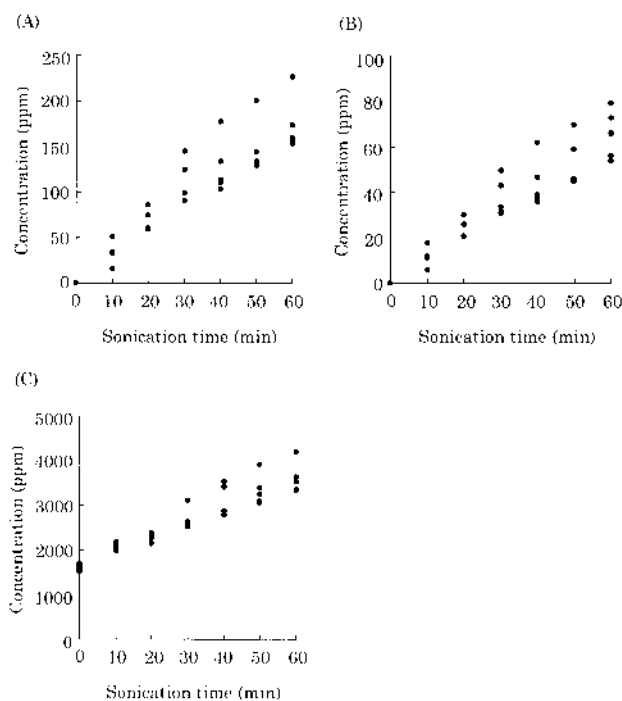 (A)
250
200
150
100
50
0
Concentration (ppm)
0 10 20 30 40 50 60
Sonication time (min)
(B)
100
80
60
40
20
0
Concentration (ppm)
0 10 20 30 40 50 60
Sonication time (min)
(C)
5000
4000
3000
2000
1000
0
Concentration (ppm)
0 10 20 30 40 50 60
Sonication time (min)